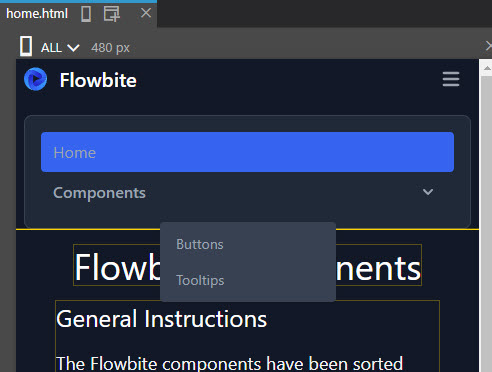 home.html
ALL 480 px
Flowbite
Home
Components
Buttons
Tooltips
Flowb nents
General Instructions
The Flowbite components have been sorted